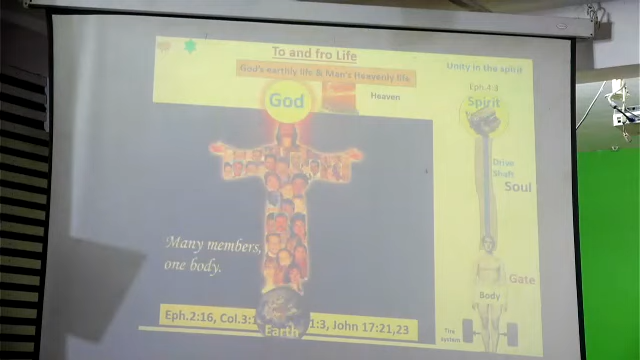 To and fro Life
God's earthly life & Man's Heavenly life
Unity in the spirit
God
Heaven
Eph 4:3
Spirit
Drive
Shaft
Soul
Many members,
one body.
Gate
Body
Eph.2:16, Col.3:1
1:3, John 17:21,23
Earth
The
system